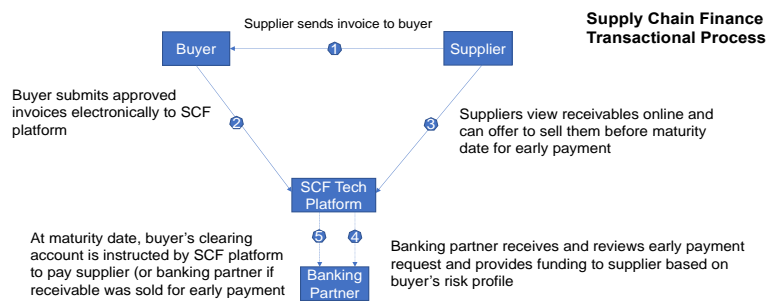 Supply Chain Finance
Transactional Process
Supplier sends invoice to buyer
Buyer
1
Supplier
Buyer submits approved
invoices electronically to SCF
platform
2
3
Suppliers view receivables online and
can offer to sell them before maturity
date for early payment
SCF Tech
Platform
5
4
At maturity date, buyer's clearing
account is instructed by SCF platform
to pay supplier (or banking partner if
receivable was sold for early payment
Banking partner receives and reviews early payment
request and provides funding to supplier based on
buyer's risk profile
Banking
Partner